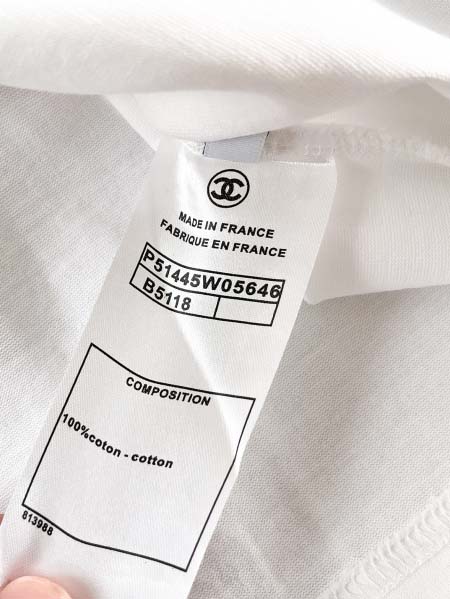 MADE IN FRANCE
FABRIQUE EN FRANCE
P51445W05646
B5118
COMPOSITION
100%coton - cotton
813988